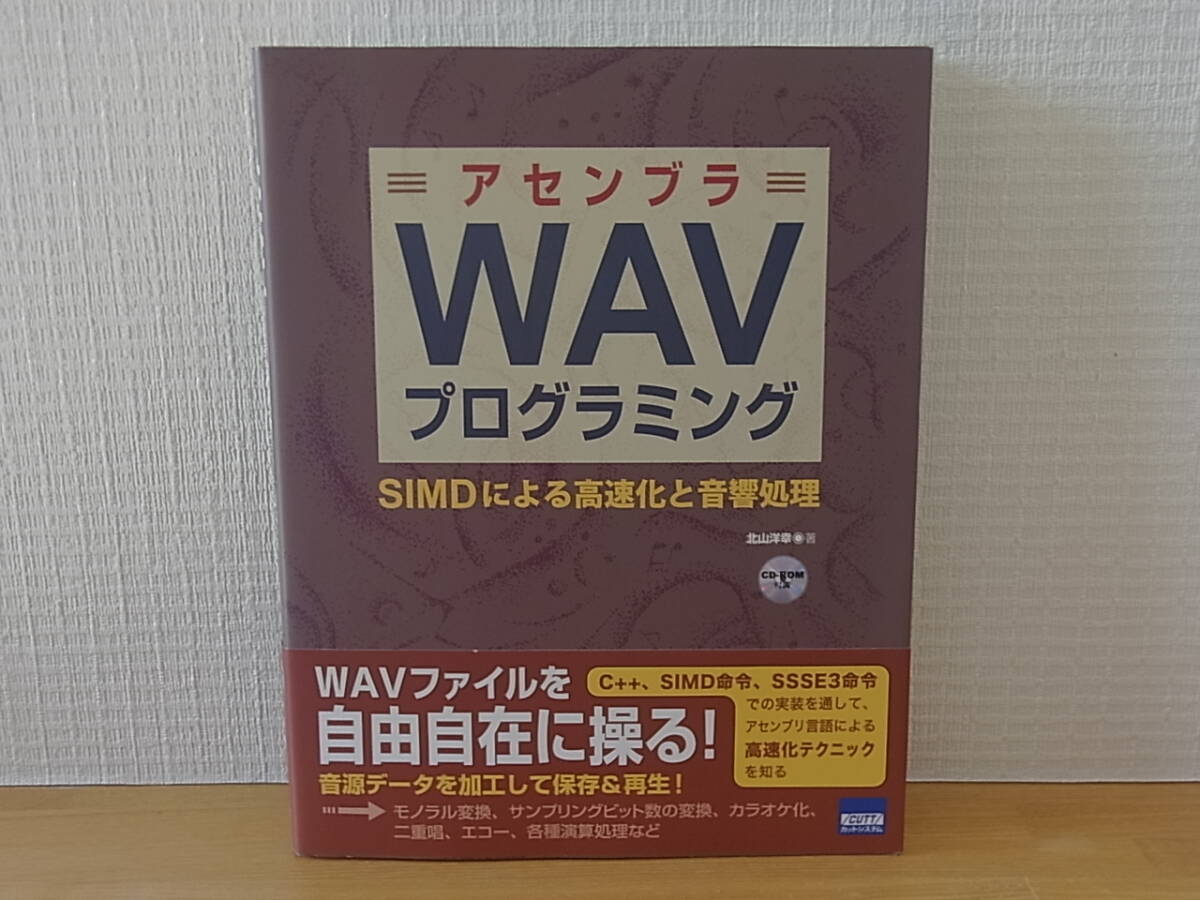 アセンブラ
WAV
プログラミング
SIMDによる高速化と音響処理
北山洋幸●著
CD-ROM
付属
WAVファイルを
自由自在に操る!
音源データを加工して保存&再生!
モノラル変換、サンプリングビット数の変換、カラオケ化、
二重唱、エコー、各種演算処理など
C++、SIMD命令、SSSE3命令
での実装を通して、
アセンブリ言語による
高速化テクニック
を知る
/CUTT/
カットシステム